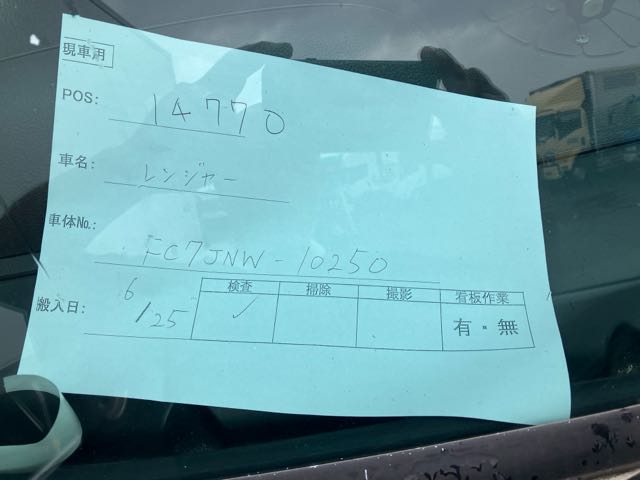 現車用
POS: 14770
車名: レンジャー
車体No.: FC7JNW-10250
搬入日: 6/25
検査 掃除 撮影 看板作業
✓ 有・無